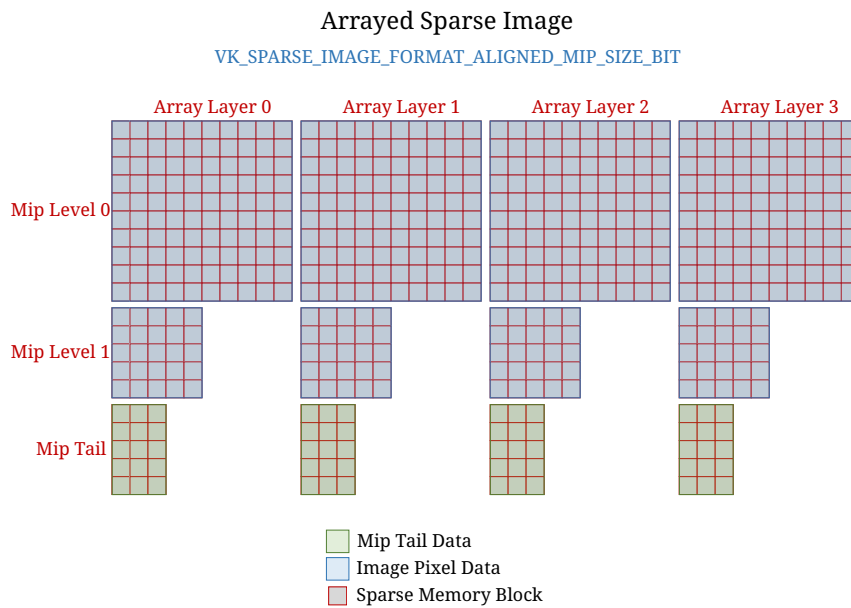 Arrayed Sparse Image
VK_SPARSE_IMAGE_FORMAT_ALIGNED_MIP_SIZE_BIT
Array Layer 0
Array Layer 1
Array Layer 2
Array Layer 3
Mip Level 0
Mip Level 1
Mip Tail
Mip Tail Data
Image Pixel Data
Sparse Memory Block